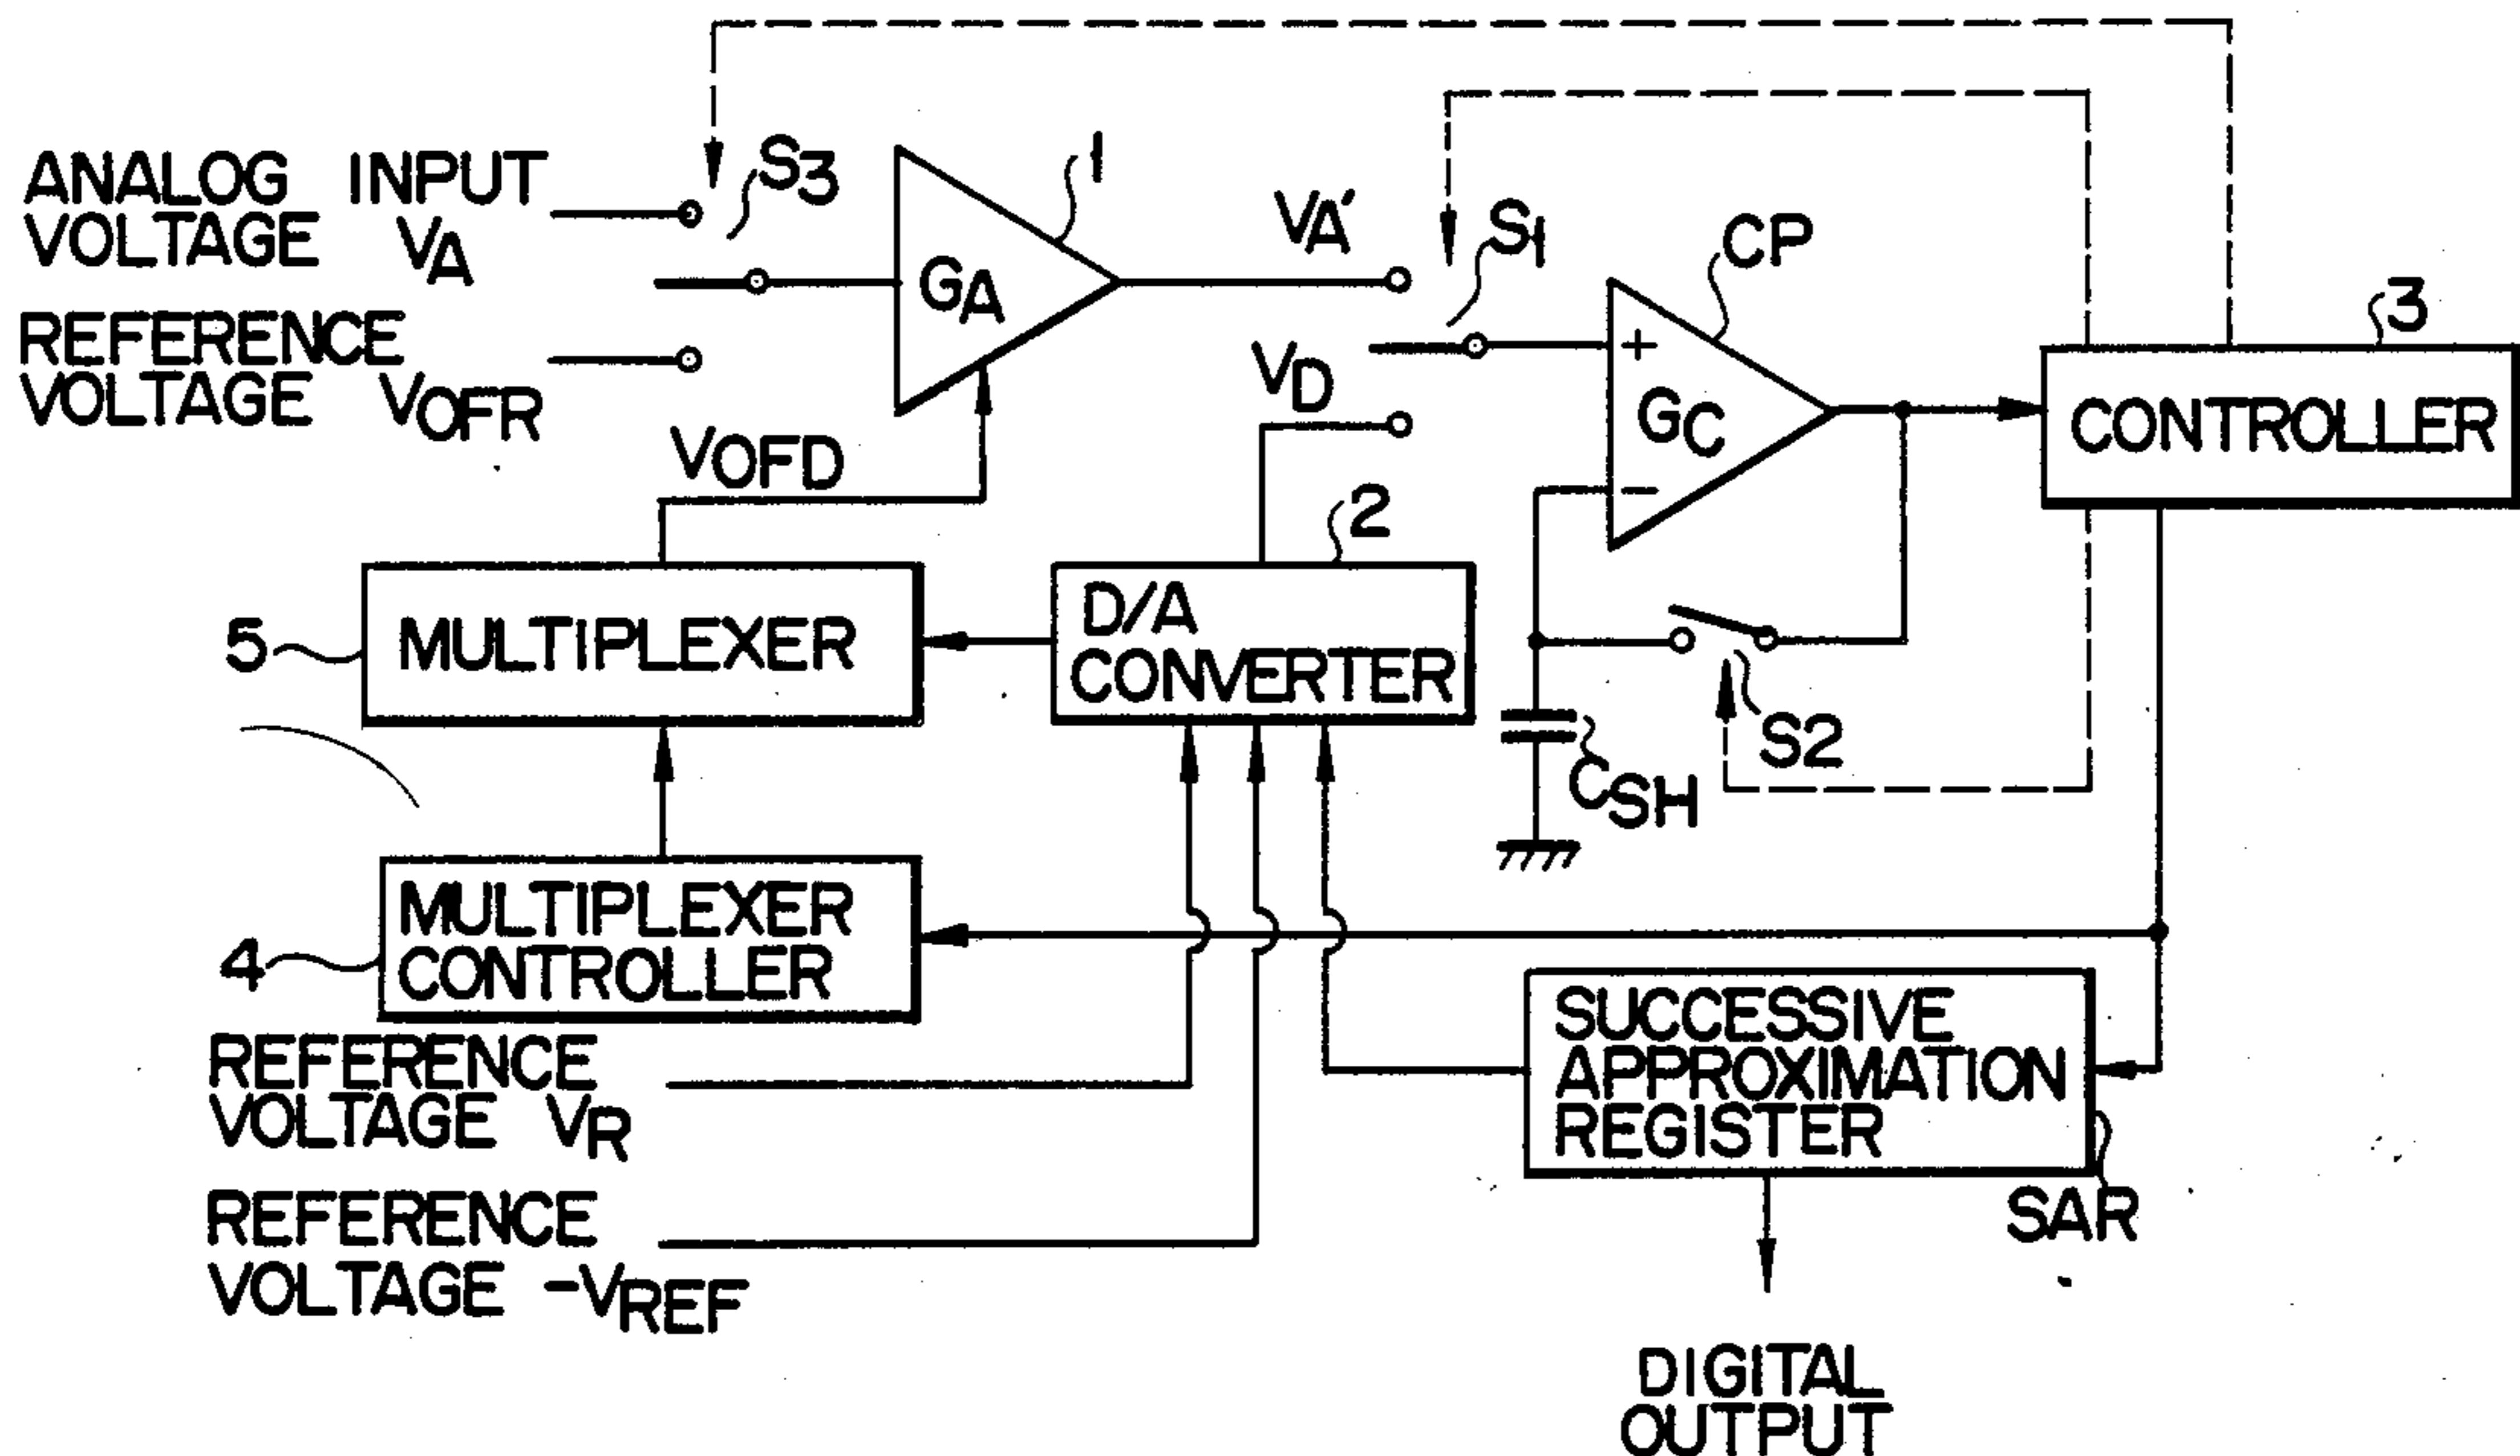 ANALOG INPUT
VOLTAGE VA
REFERENCE
VOLTAGE VOFR
S3
1
GA
VA'
S1
CP
3
VD
+
GC
−
CONTROLLER
VOFD
2
5
MULTIPLEXER
D/A
CONVERTER
S2
CSH
4
MULTIPLEXER
CONTROLLER
SUCCESSIVE
APPROXIMATION
REGISTER
SAR
REFERENCE
VOLTAGE VR
REFERENCE
VOLTAGE -VREF
DIGITAL
OUTPUT